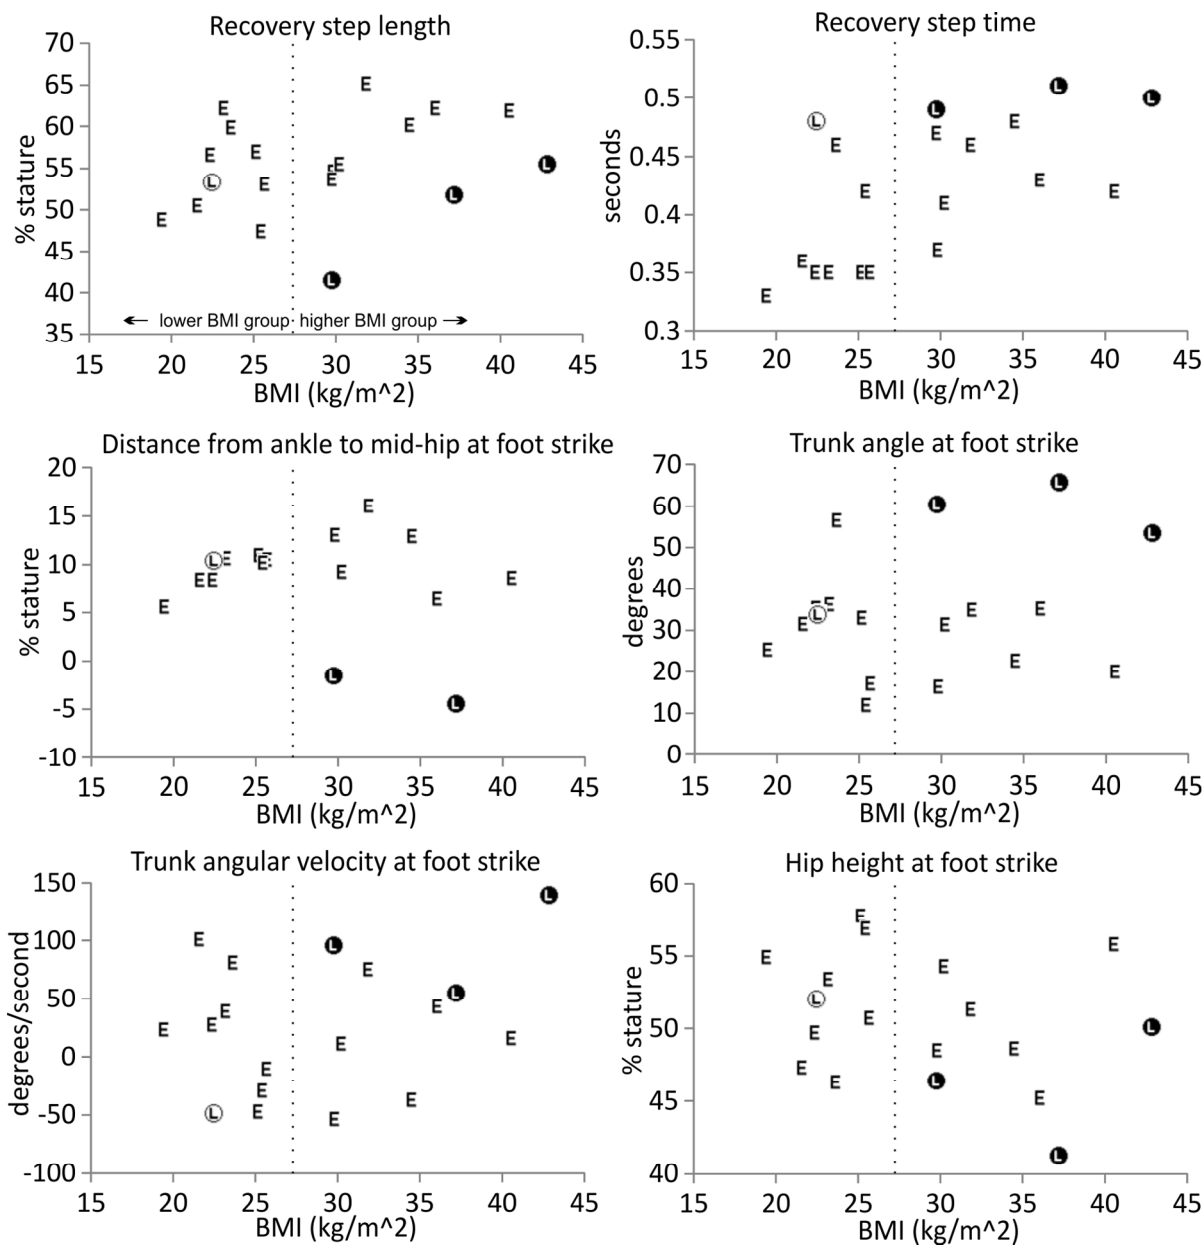 Recovery step length
70
65
60
55
50
45
40
35
% stature
E E E E E E E E E E E E E E E E E
L L L L
lower BMI group higher BMI group
15 20 25 30 35 40 45
BMI (kg/m^2)
Recovery step time
0.55
0.5
0.45
0.4
0.35
0.3
seconds
E E E E E E E E E E E E E E E E
L L L L
15 20 25 30 35 40 45
BMI (kg/m^2)
Distance from ankle to mid-hip at foot strike
20
15
10
5
0
-5
-10
% stature
E E E E E E E E E E E E E
L L L
15 20 25 30 35 40 45
BMI (kg/m^2)
Trunk angle at foot strike
70
60
50
40
30
20
10
0
degrees
E E E E E E E E E E E E E E
L L L L
15 20 25 30 35 40 45
BMI (kg/m^2)
Trunk angular velocity at foot strike
150
100
50
0
-50
-100
degrees/second
E E E E E E E E E E E E E E
L L L L
15 20 25 30 35 40 45
BMI (kg/m^2)
Hip height at foot strike
60
55
50
45
40
% stature
E E E E E E E E E E E E E E
L L L L
15 20 25 30 35 40 45
BMI (kg/m^2)